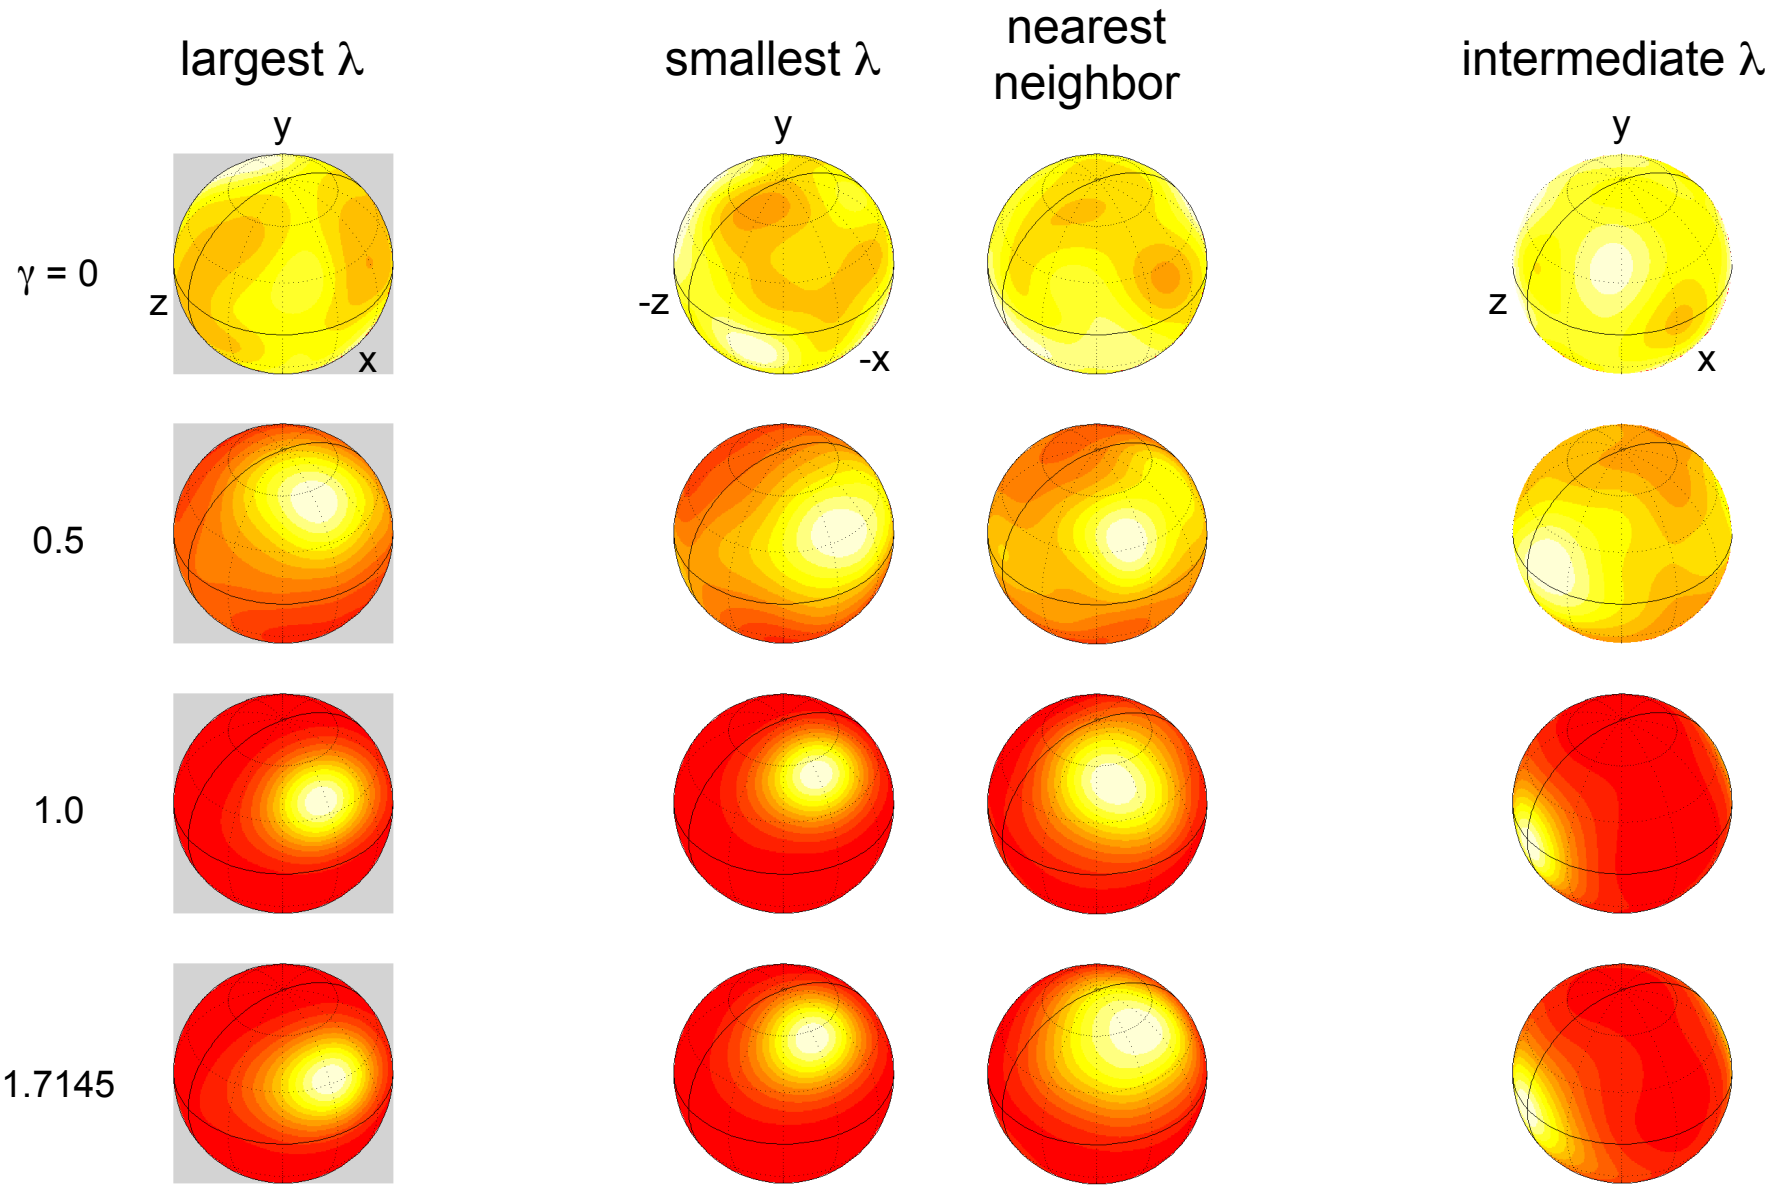 largest λ
smallest λ
nearest
neighbor
intermediate λ
y
y
y
γ = 0
z
x
-z
-x
z
x
0.5
1.0
1.7145